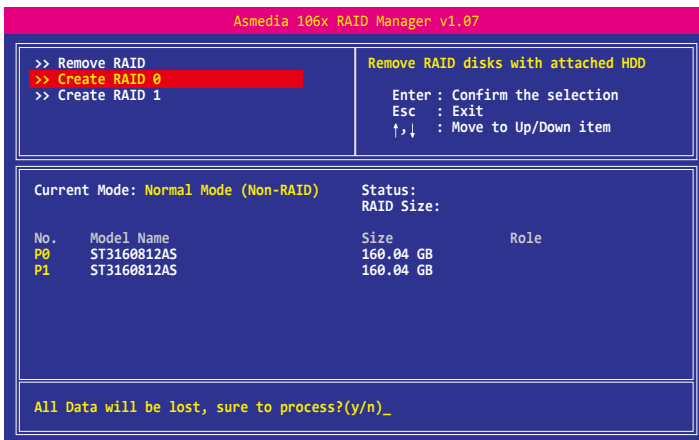 Asmedia 106x RAID Manager v1.07
>> Remove RAID
>> Create RAID 0
>> Create RAID 1
Remove RAID disks with attached HDD
Enter : Confirm the selection
Esc : Exit
↑,↓ : Move to Up/Down item
Current Mode: Normal Mode (Non-RAID) Status:
RAID Size:
No. Model Name Size Role
P0 ST3160812AS 160.04 GB
P1 ST3160812AS 160.04 GB
All Data will be lost, sure to process?(y/n)_